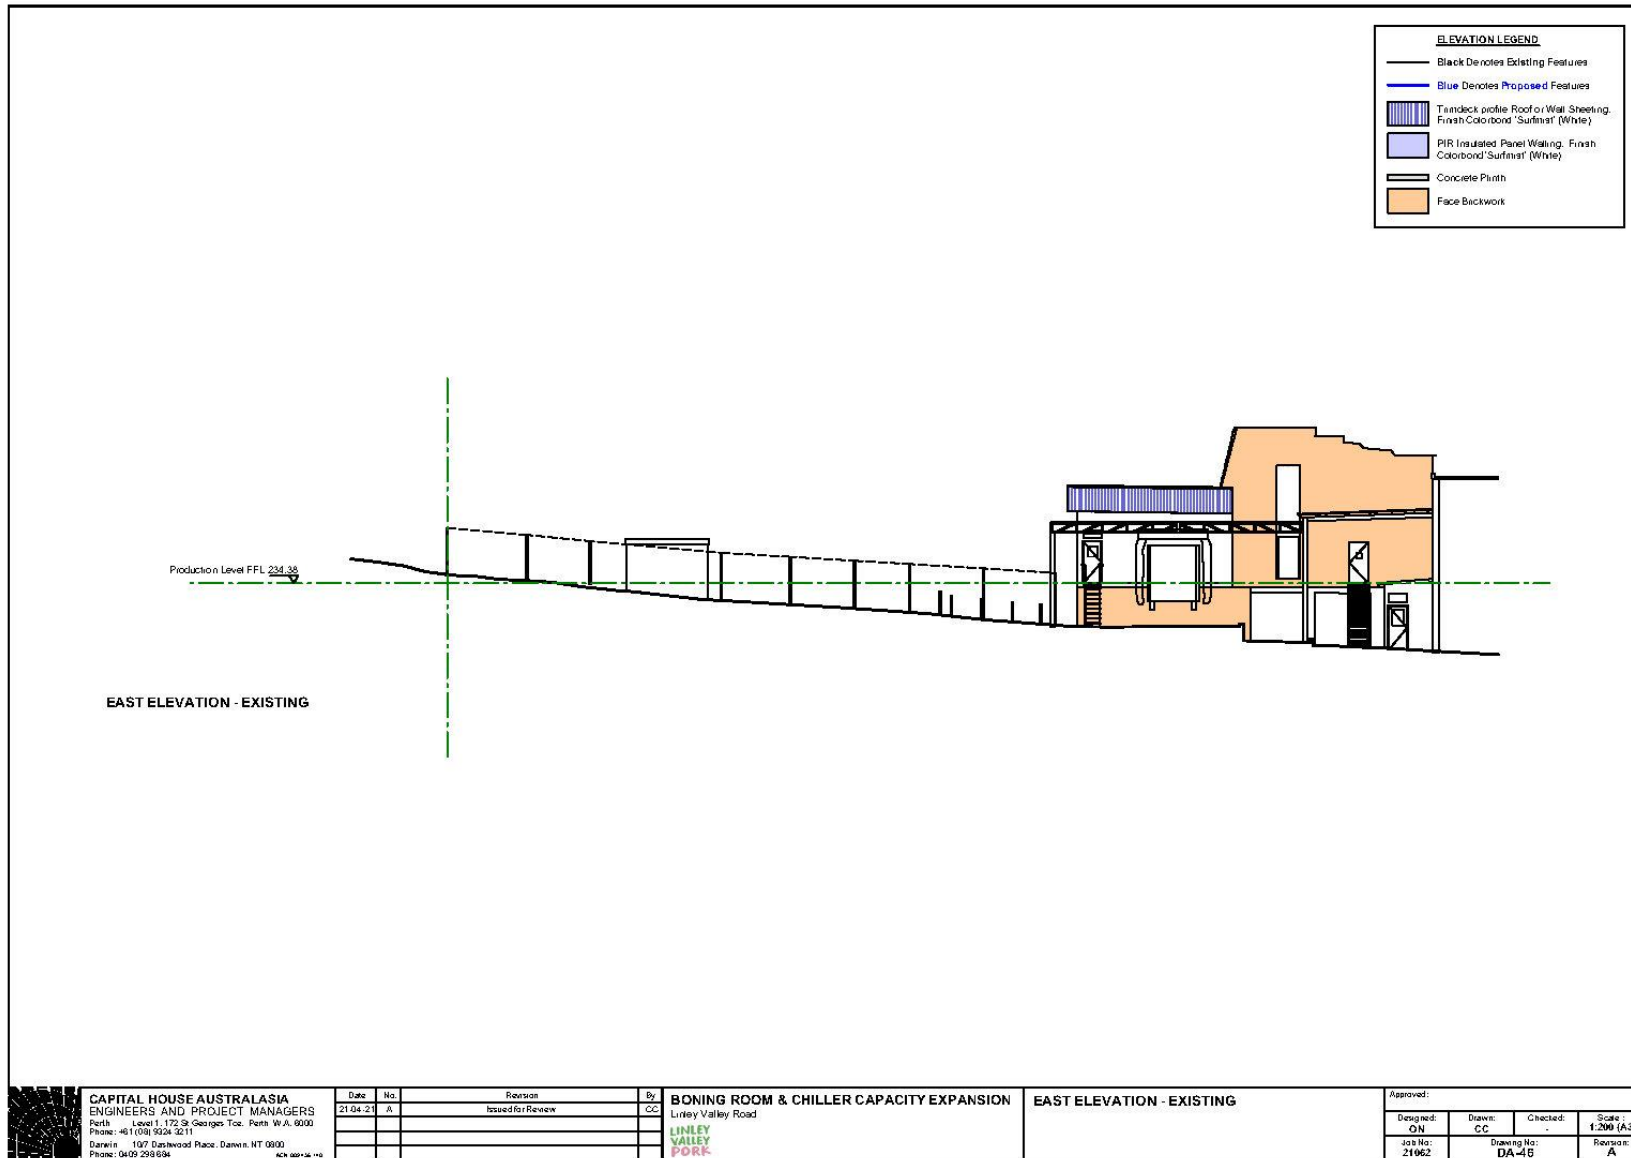 ELEVATION LEGEND
Black Denotes Existing Features
Blue Denotes Proposed Features
Trimdeck profile Roof or Wall Sheeting.
Finish Colorbond 'Surfmist' (White)
PIR Insulated Panel Walling. Finish
Colorbond 'Surfmist' (White)
Concrete Plinth
Face Brickwork
Production Level FFL 234.38
EAST ELEVATION - EXISTING
CAPITAL HOUSE AUSTRALASIA
ENGINEERS AND PROJECT MANAGERS
Perth Level 1, 172 St Georges Tce. Perth W.A. 6000
Phone: +61 (08) 9324 3211
Darwin 10/7 Dashwood Place, Darwin, NT 0800
Phone: 0409 298 684
Date No. Revision By
21-04-21 A Issued for Review CC
BONING ROOM & CHILLER CAPACITY EXPANSION
Linley Valley Road
LINLEY
VALLEY
PORK
EAST ELEVATION - EXISTING
Approved:
Designed: Drawn: Checked: Scale :
ON CC - 1:200 (A3
Job No: Drawing No: Revision:
21062 DA-46 A